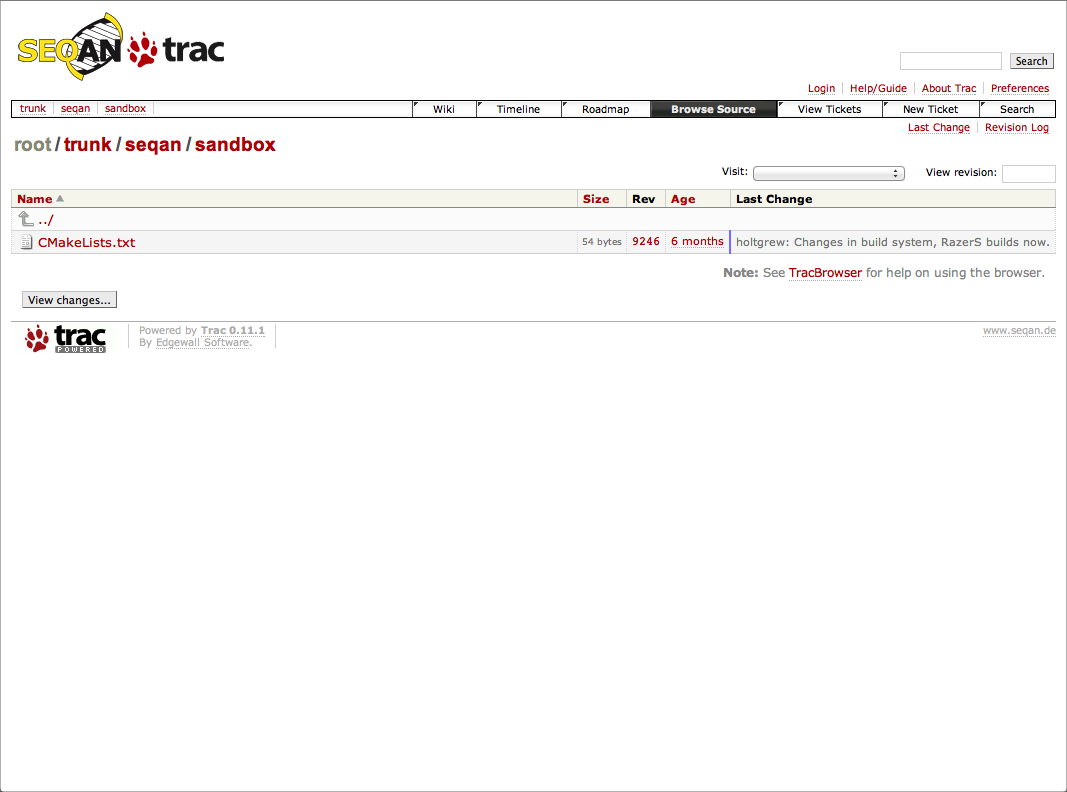 SEQAN trac
Search
Login Help/Guide About Trac Preferences
trunk seqan sandbox Wiki Timeline Roadmap Browse Source View Tickets New Ticket Search
Last Change Revision Log
root/trunk/seqan/sandbox
Visit: View revision:
Name Size Rev Age Last Change
../
CMakeLists.txt 54 bytes 9246 6 months holtgrew: Changes in build system, RazerS builds now.
Note: See TracBrowser for help on using the browser.
View changes...
trac POWERED
Powered by Trac 0.11.1
By Edgewall Software.
www.seqan.de